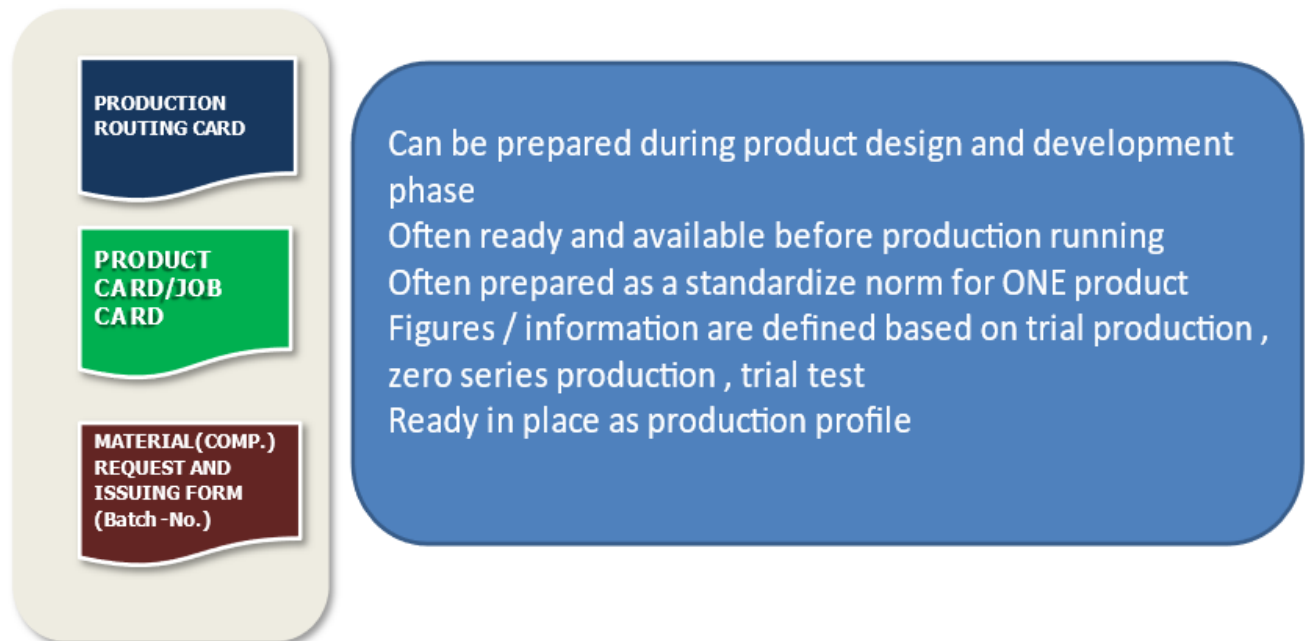 PRODUCTION
ROUTING CARD
PRODUCT
CARD/JOB
CARD
MATERIAL(COMP.)
REQUEST AND
ISSUING FORM
(Batch -No.)
Can be prepared during product design and development
phase
Often ready and available before production running
Often prepared as a standardize norm for ONE product
Figures / information are defined based on trial production ,
zero series production , trial test
Ready in place as production profile